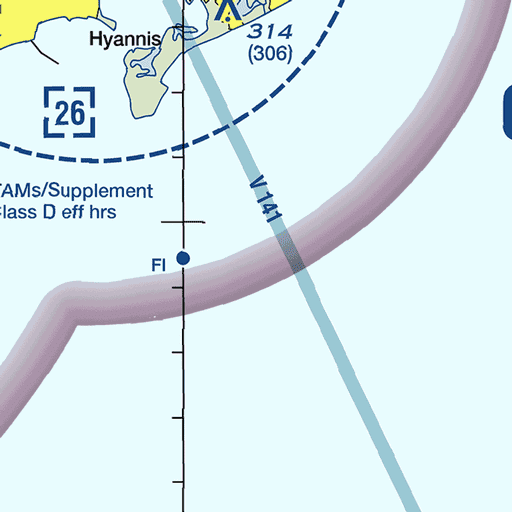 Hyannis
314
(306)
26
TAMs/Supplement
Class D eff hrs
V 141
Fl